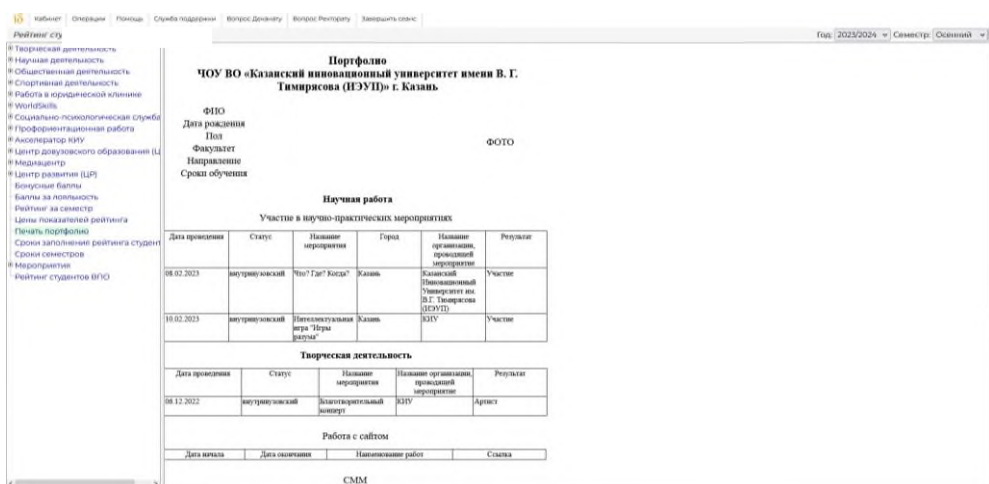 Кабинет Операции Помощь Служба поддержки Вопрос Деканату Вопрос Ректорату Завершить сеанс
Рейтинг сту
Год: 2023/2024 Семестр: Осенний
Творческая деятельность
Научная деятельность
Общественная деятельность
Спортивная деятельность
Работа в юридической клинике
WorldSkills
Социально-психологическая служба
Профориентационная работа
Акселератор КИУ
Центр довузовского образования (Ц
Медиацентр
Центр развития (ЦР)
Бонусные баллы
Баллы за лояльность
Рейтинг за семестр
Цены показателей рейтинга
Печать портфолио
Сроки заполнения рейтинга студент
Сроки семестров
Мероприятия
Рейтинг студентов ВПО
Портфолио
ЧОУ ВО «Казанский инновационный университет имени В. Г.
Тимирясова (ИЭУП)» г. Казань
ФИО
Дата рождения
Пол
Факультет
Направление
Сроки обучения
ФОТО
Научная работа
Участие в научно-практических мероприятиях
Дата проведения Статус Название мероприятия Город Название организации, проводящей мероприятие Результат
08.02.2023 внутривузовский Что? Где? Когда? Казань Казанский Инновационный Университет им. В.Г. Тимирясова (ИЭУП) Участие
10.02.2023 внутривузовский Интеллектуальная игра "Игры разума" Казань КИУ Участие
Творческая деятельность
Дата проведения Статус Название мероприятия Название организации, проводящей мероприятие Результат
08.12.2022 внутривузовский Благотворительный концерт КИУ Артист
Работа с сайтом
Дата начала Дата окончания Наименование работ Ссылка
СММ